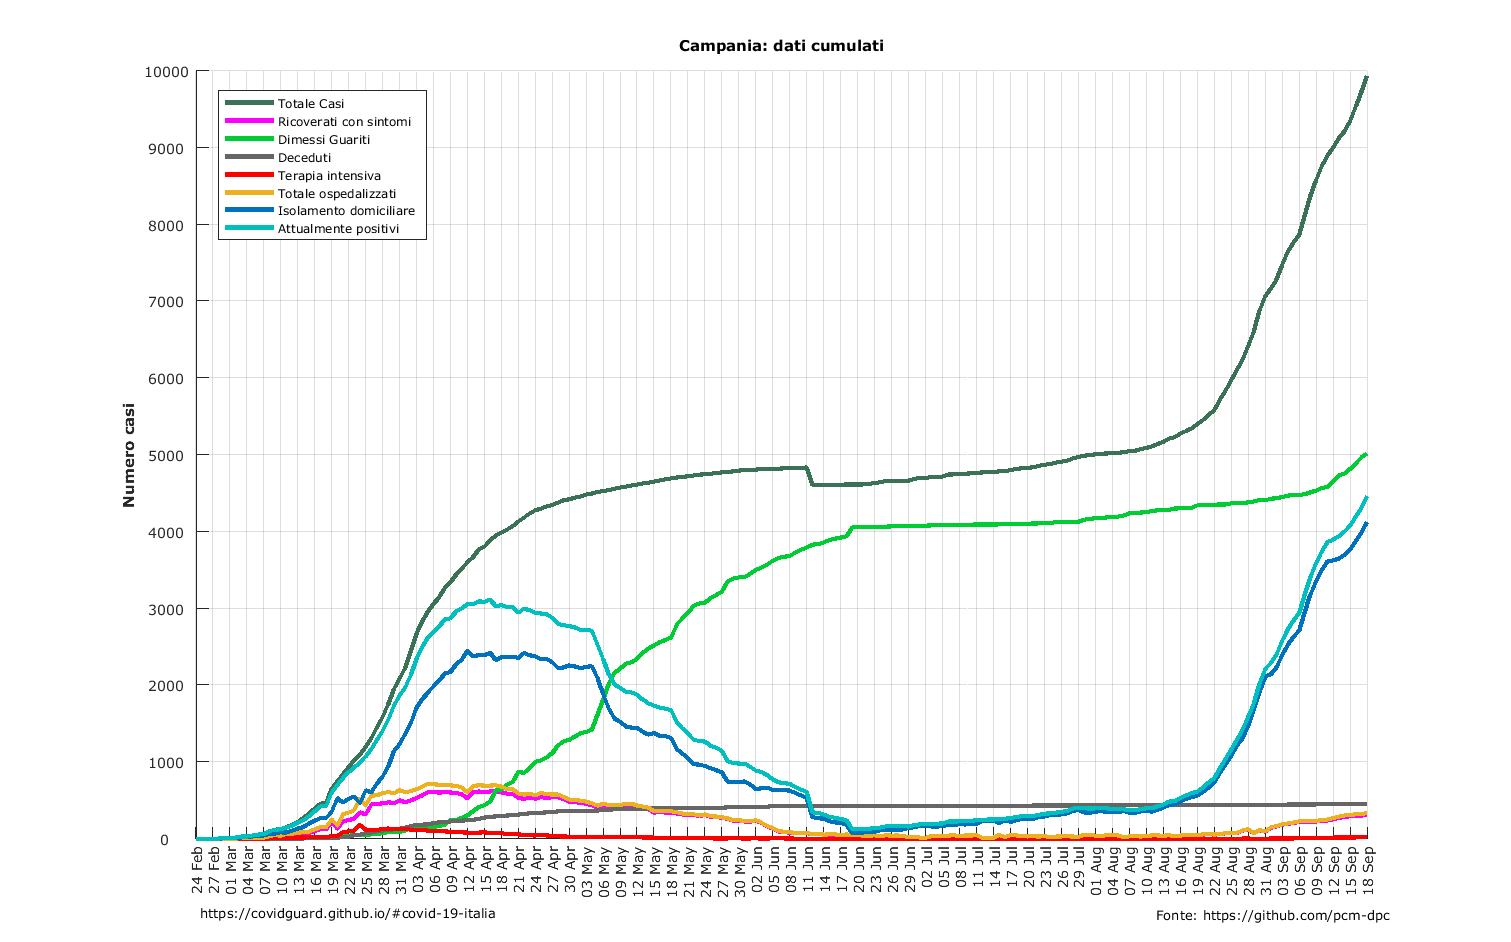 Campania: dati cumulati
10000
9000
8000
7000
6000
5000
4000
3000
2000
1000
0
Numero casi
Totale Casi
Ricoverati con sintomi
Dimessi Guariti
Deceduti
Terapia intensiva
Totale ospedalizzati
Isolamento domiciliare
Attualmente positivi
24 Feb
27 Feb
01 Mar
04 Mar
07 Mar
10 Mar
13 Mar
16 Mar
19 Mar
22 Mar
25 Mar
28 Mar
31 Mar
03 Apr
06 Apr
09 Apr
12 Apr
15 Apr
18 Apr
21 Apr
24 Apr
27 Apr
30 Apr
03 May
06 May
09 May
12 May
15 May
18 May
21 May
24 May
27 May
30 May
02 Jun
05 Jun
08 Jun
11 Jun
14 Jun
17 Jun
20 Jun
23 Jun
26 Jun
29 Jun
02 Jul
05 Jul
08 Jul
11 Jul
14 Jul
17 Jul
20 Jul
23 Jul
26 Jul
29 Jul
01 Aug
04 Aug
07 Aug
10 Aug
13 Aug
16 Aug
19 Aug
22 Aug
25 Aug
28 Aug
31 Aug
03 Sep
06 Sep
09 Sep
12 Sep
15 Sep
18 Sep
https://covidguard.github.io/#covid-19-italia
Fonte: https://github.com/pcm-dpc